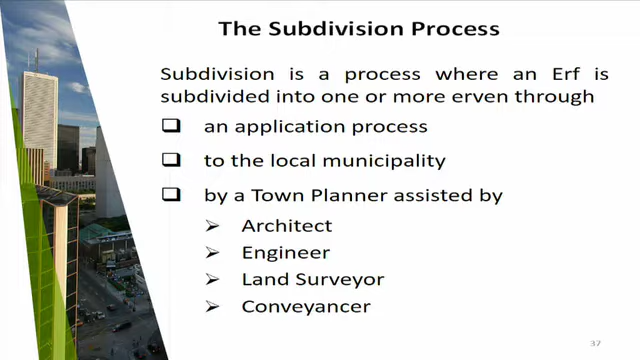 The Subdivision Process
Subdivision is a process where an Erf is
subdivided into one or more erven through
❑ an application process
❑ to the local municipality
❑ by a Town Planner assisted by
➢ Architect
➢ Engineer
➢ Land Surveyor
➢ Conveyancer
37